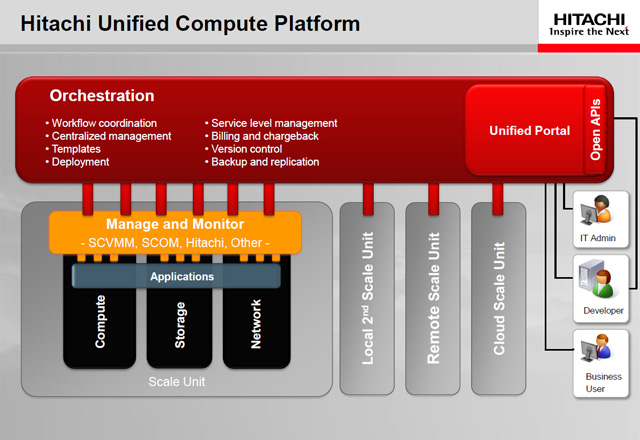 Hitachi Unified Compute Platform
HITACHI
Inspire the Next
Orchestration
• Workflow coordination
• Centralized management
• Templates
• Deployment
• Service level management
• Billing and chargeback
• Version control
• Backup and replication
Unified Portal
Open APIs
Manage and Monitor
- SCVMM, SCOM, Hitachi, Other -
Applications
Compute
Storage
Network
Scale Unit
Local 2nd Scale Unit
Remote Scale Unit
Cloud Scale Unit
IT Admin
Developer
Business
User